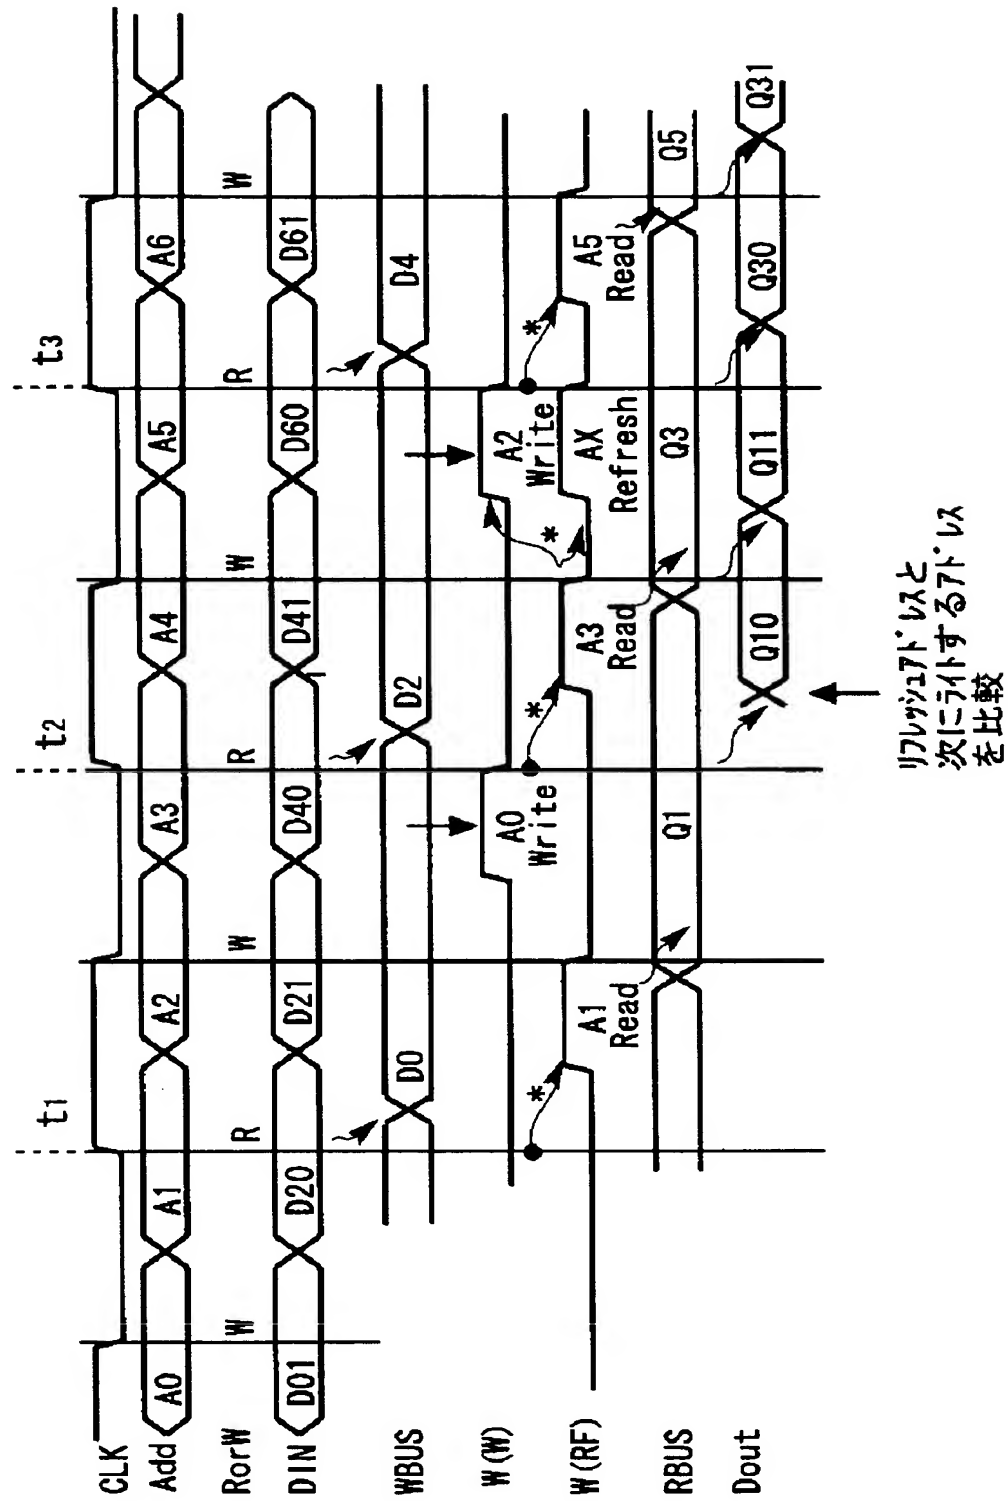 t1 t2 t3
CLK
Add A0 A1 A2 A3 A4 A5 A6
RorW W R W R W R W
DIN D01 D20 D21 D40 D41 D60 D61
WBUS D0 D2 D4
W(W) A0 Write A2 Write
* * * *
W(RF) A1 Read A3 Read AX Refresh A5 Read
RBUS Q1 Q3 Q5
Dout Q10 Q11 Q30 Q31
リフレッシュアドレスと
次にライトするアドレス
を比較